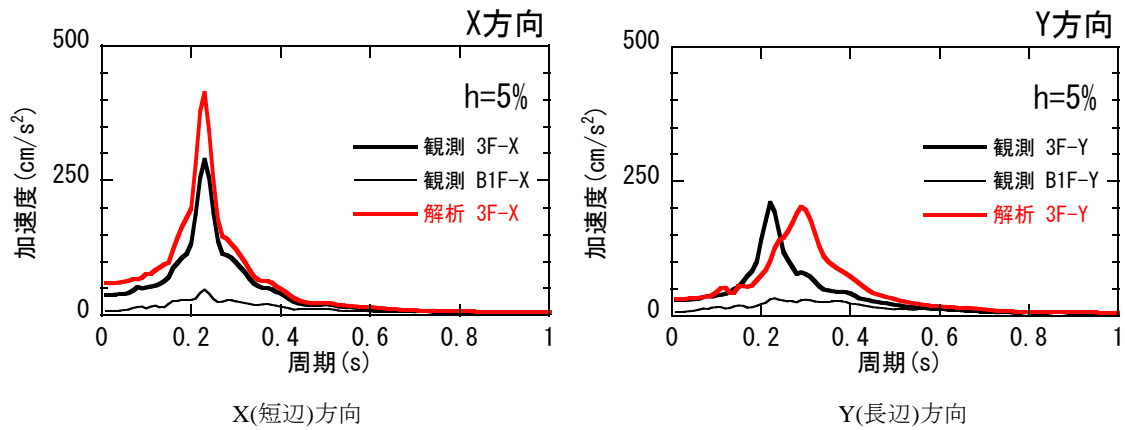 X方向
500
h=5%
観測 3F-X
250
観測 B1F-X
解析 3F-X
加速度(cm/s²)
0
0 0.2 0.4 0.6 0.8 1
周期(s)
X(短辺)方向
Y方向
500
h=5%
観測 3F-Y
250
観測 B1F-Y
解析 3F-Y
加速度(cm/s²)
0
0 0.2 0.4 0.6 0.8 1
周期(s)
Y(長辺)方向